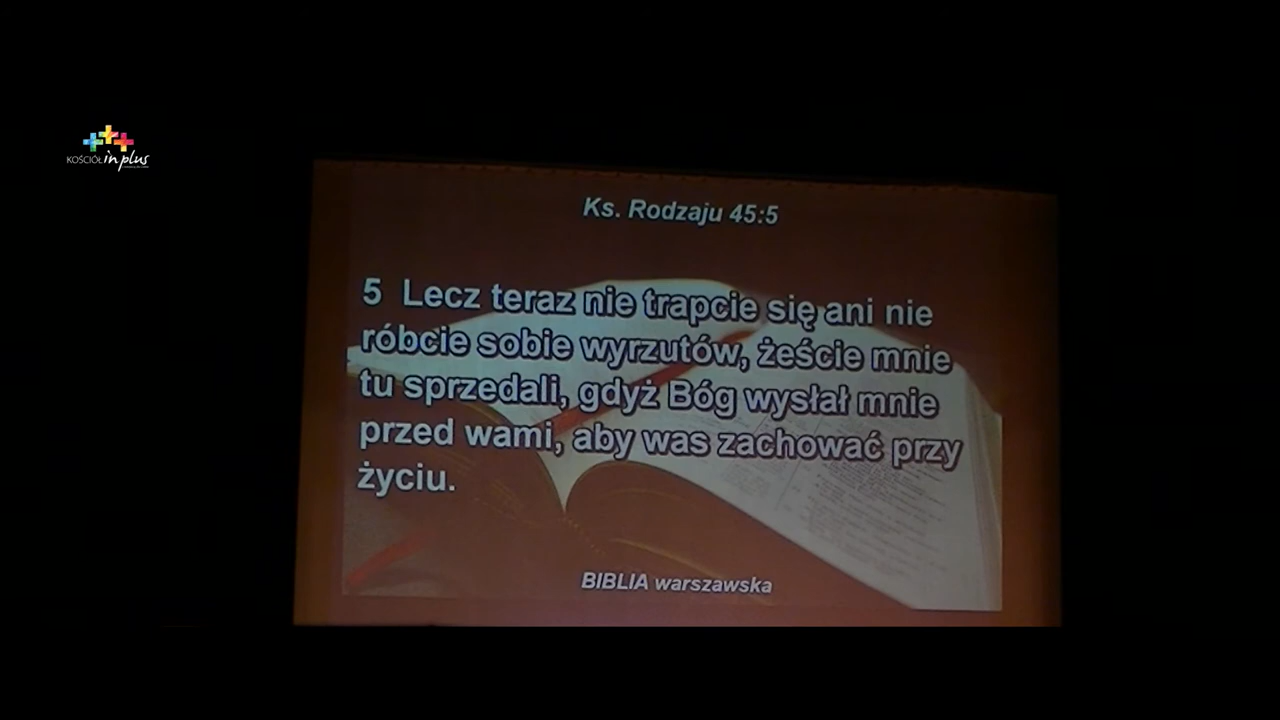 KOŚCIÓŁ in plus
Ks. Rodzaju 45:5
5 Lecz teraz nie trapcie się ani nie
róbcie sobie wyrzutów, żeście mnie
tu sprzedali, gdyż Bóg wysłał mnie
przed wami, aby was zachować przy
życiu.
BIBLIA warszawska